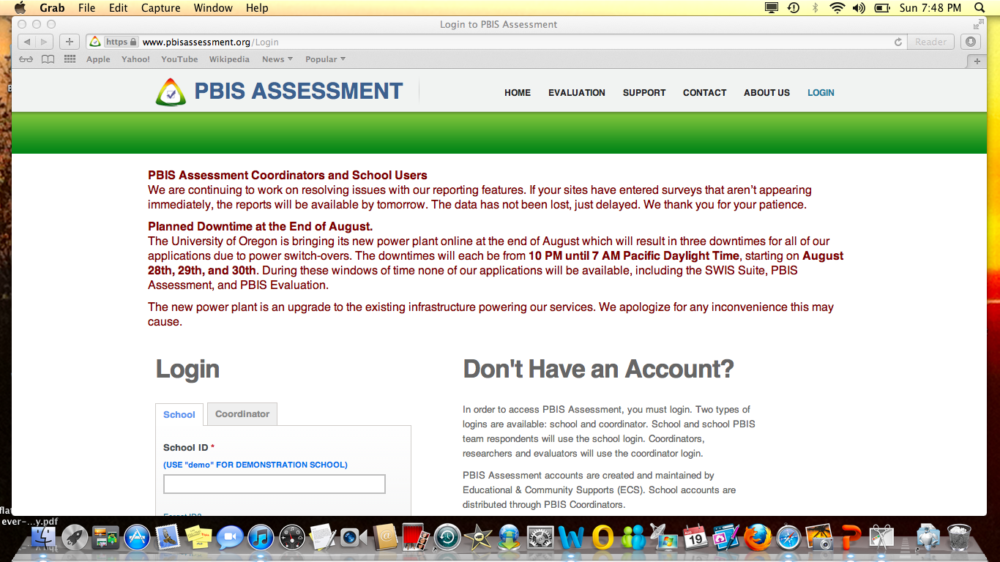 Grab File Edit Capture Window Help Sun 7:48 PM
Login to PBIS Assessment
https www.pbisassessment.org/Login Reader
Apple Yahoo! YouTube Wikipedia News Popular
PBIS ASSESSMENT
HOME EVALUATION SUPPORT CONTACT ABOUT US LOGIN
PBIS Assessment Coordinators and School Users
We are continuing to work on resolving issues with our reporting features. If your sites have entered surveys that aren't appearing
immediately, the reports will be available by tomorrow. The data has not been lost, just delayed. We thank you for your patience.
Planned Downtime at the End of August.
The University of Oregon is bringing its new power plant online at the end of August which will result in three downtimes for all of our
applications due to power switch-overs. The downtimes will each be from 10 PM until 7 AM Pacific Daylight Time, starting on August
28th, 29th, and 30th. During these windows of time none of our applications will be available, including the SWIS Suite, PBIS
Assessment, and PBIS Evaluation.
The new power plant is an upgrade to the existing infrastructure powering our services. We apologize for any inconvenience this may
cause.
Login
School Coordinator
School ID *
(USE "demo" FOR DEMONSTRATION SCHOOL)
Don't Have an Account?
In order to access PBIS Assessment, you must login. Two types of
logins are available: school and coordinator. School and school PBIS
team respondents will use the school login. Coordinators,
researchers and evaluators will use the coordinator login.
PBIS Assessment accounts are created and maintained by
Educational & Community Supports (ECS). School accounts are
distributed through PBIS Coordinators.
flat
ever-...y.pdf
19